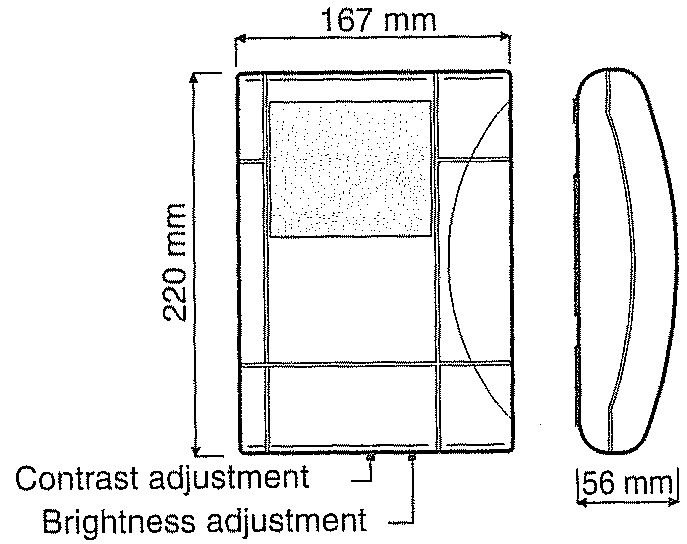 167 mm
220 mm
Contrast adjustment
56 mm
Brightness adjustment